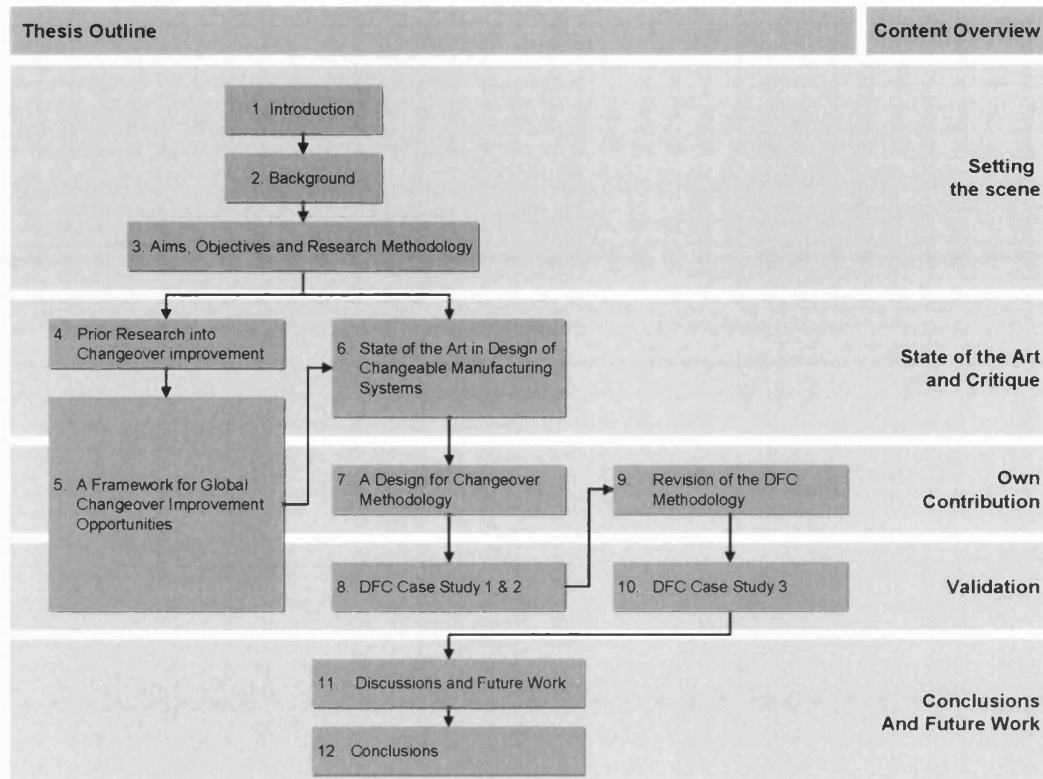 Thesis Outline
Content Overview
1. Introduction
2. Background
3. Aims, Objectives and Research Methodology
Setting
the scene
4. Prior Research into
Changeover improvement
6. State of the Art in Design of
Changeable Manufacturing
Systems
State of the Art
and Critique
5. A Framework for Global
Changeover Improvement
Opportunities
7. A Design for Changeover
Methodology
9. Revision of the DFC
Methodology
Own
Contribution
8. DFC Case Study 1 & 2
10. DFC Case Study 3
Validation
11. Discussions and Future Work
12. Conclusions
Conclusions
And Future Work